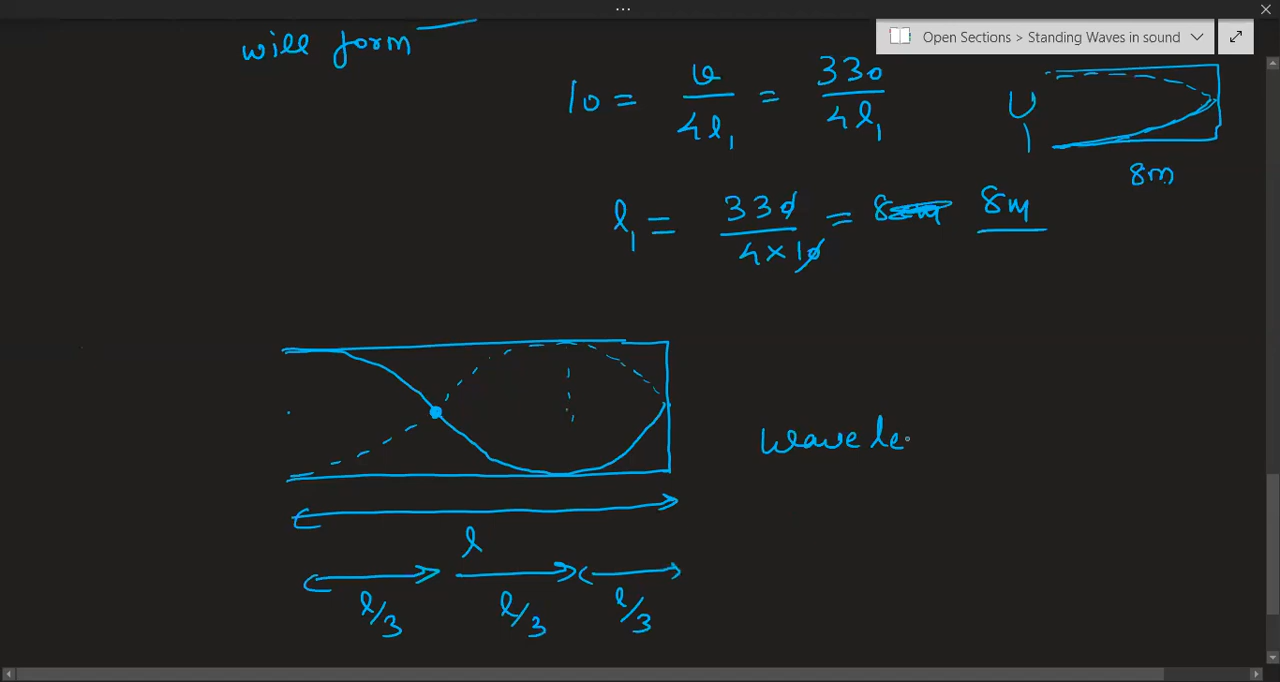 will form
Open Sections > Standing Waves in sound
10 = v/4l₁ = 330/4l₁
8m
l₁ = 330/4×10 = 8m 8m
wave le
l
l/3 l/3 l/3